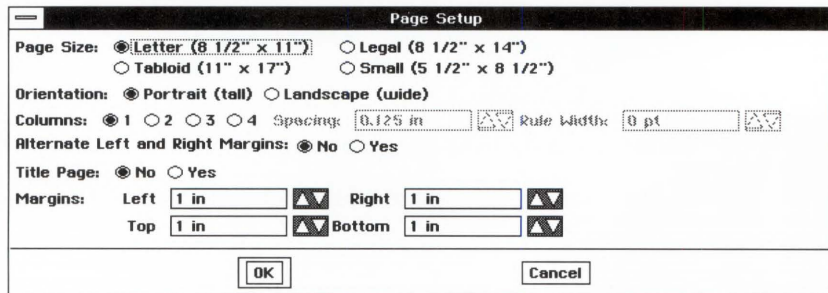 Page Setup
Page Size: Letter (8 1/2" x 11") Legal (8 1/2" x 14")
Tabloid (11" x 17") Small (5 1/2" x 8 1/2")
Orientation: Portrait (tall) Landscape (wide)
Columns: 1 2 3 4 Spacing: 0.125 in Rule Width: 0 pt
Alternate Left and Right Margins: No Yes
Title Page: No Yes
Margins: Left 1 in Right 1 in
Top 1 in Bottom 1 in
OK Cancel